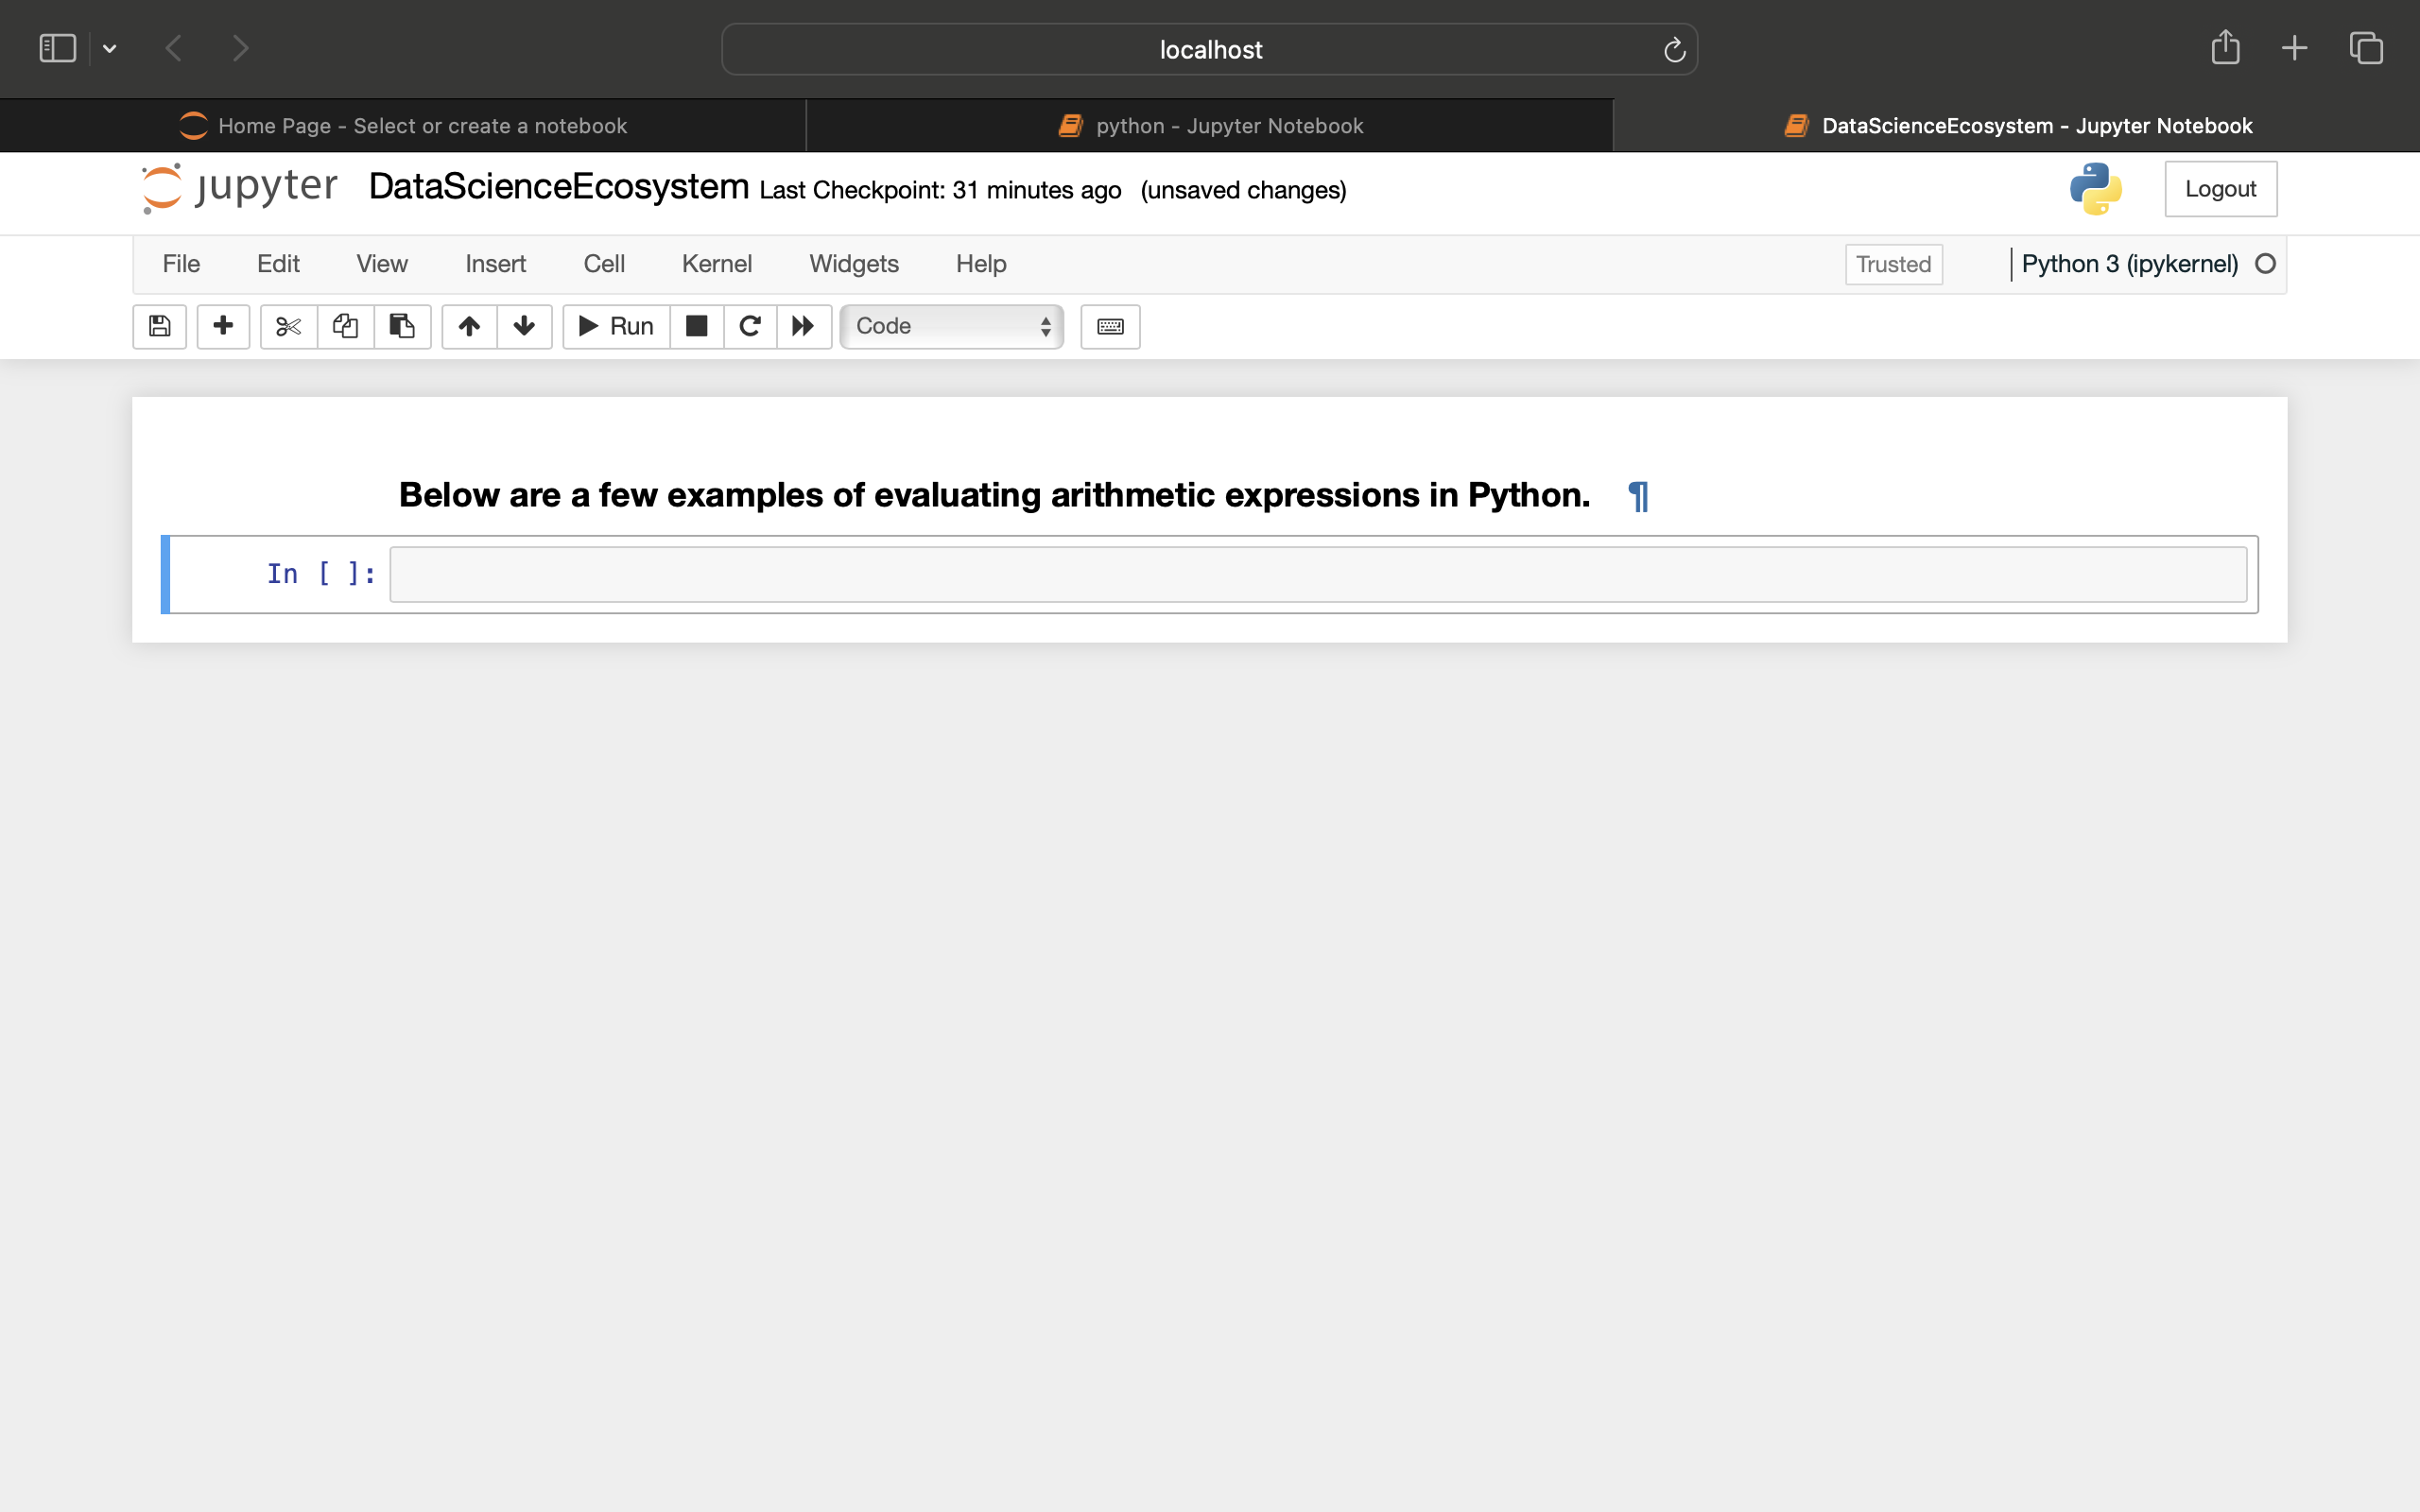 localhost
Home Page - Select or create a notebook
python - Jupyter Notebook
DataScienceEcosystem - Jupyter Notebook
jupyter DataScienceEcosystem Last Checkpoint: 31 minutes ago (unsaved changes)
Logout
File Edit View Insert Cell Kernel Widgets Help
Trusted
Python 3 (ipykernel)
Run
Code
Below are a few examples of evaluating arithmetic expressions in Python. ¶
In [ ]: